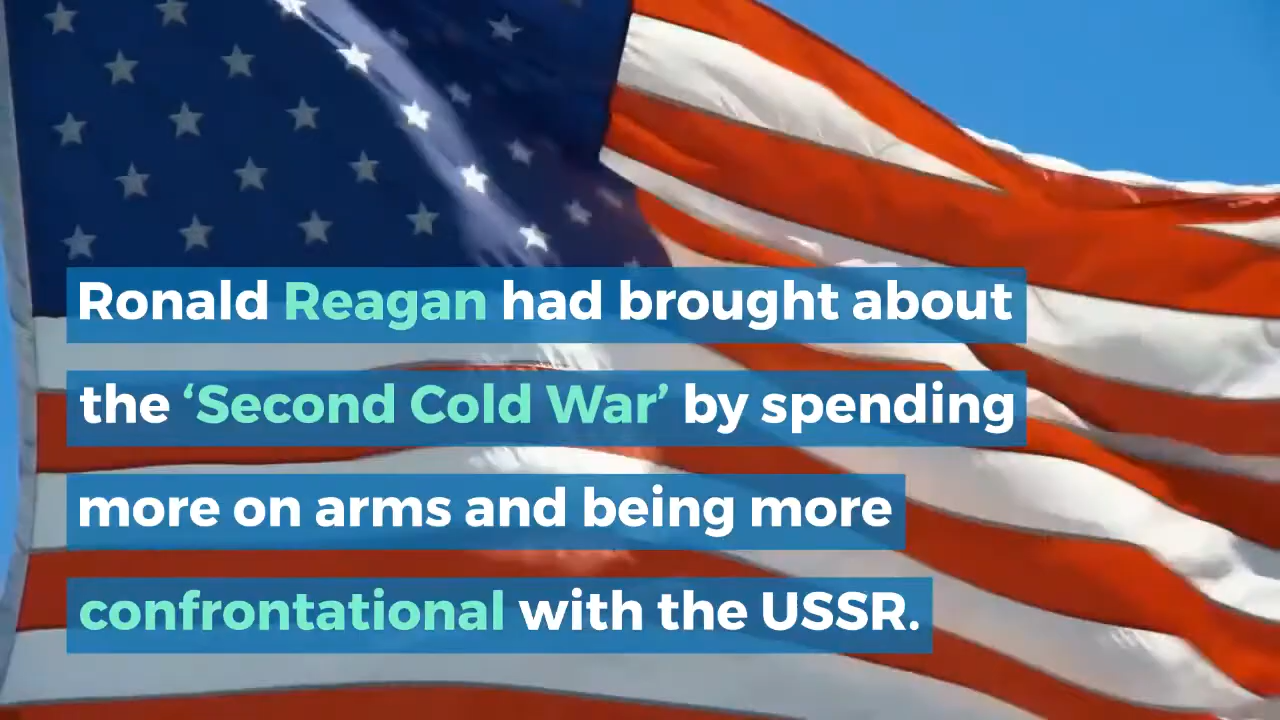 Ronald Reagan had brought about
the ‘Second Cold War’ by spending
more on arms and being more
confrontational with the USSR.